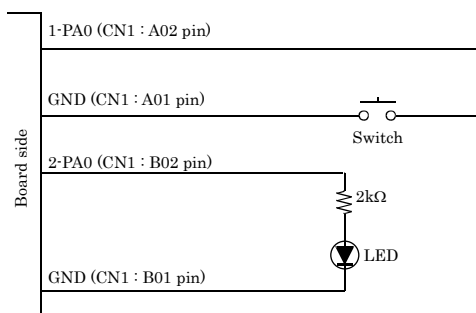 1-PA0 (CN1 : A02 pin)
GND (CN1 : A01 pin)
Switch
2-PA0 (CN1 : B02 pin)
Board side
2kΩ
LED
GND (CN1 : B01 pin)